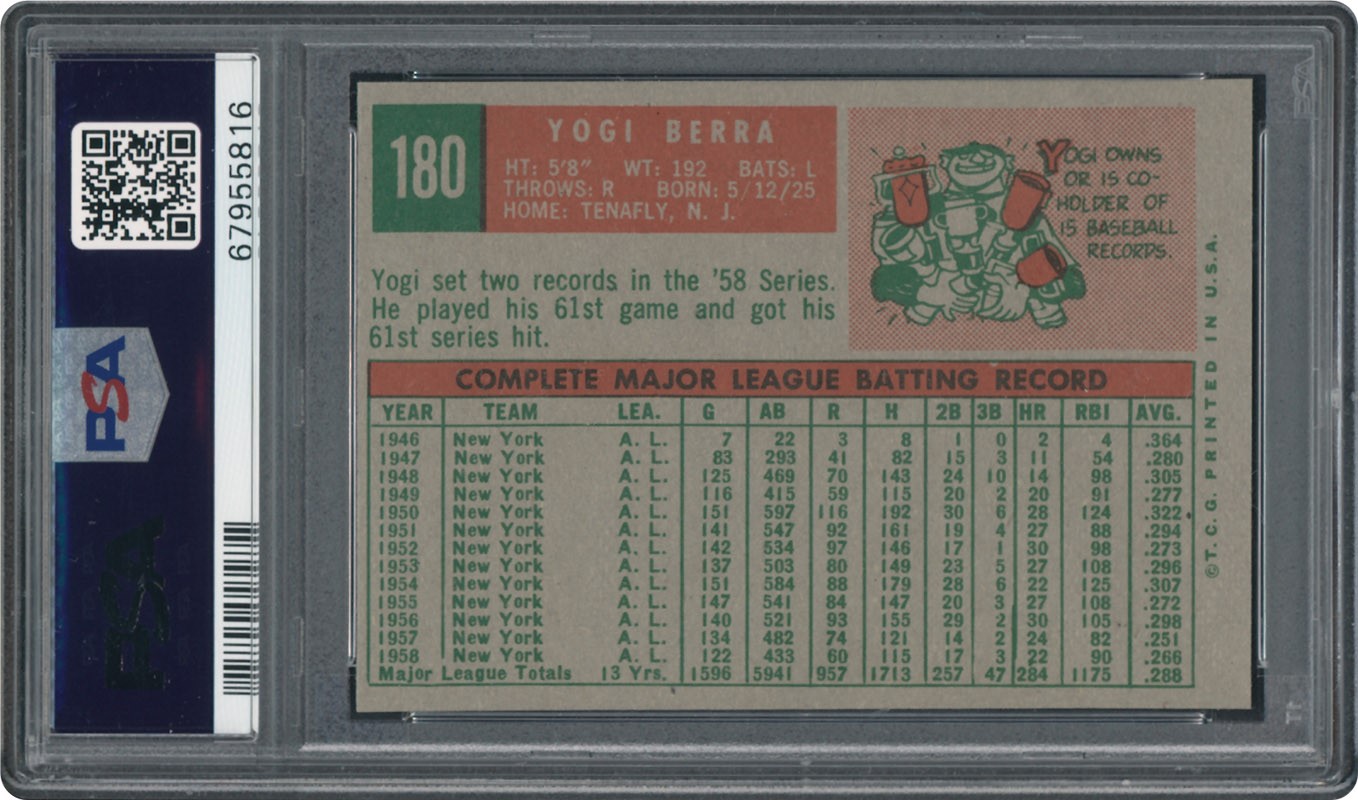 67955816
PSA
PSA
180
YOGI BERRA
HT: 5'8" WT: 192 BATS: L
THROWS: R BORN: 5/12/25
HOME: TENAFLY, N. J.
YOGI OWNS
OR IS CO-
HOLDER OF
15 BASEBALL
RECORDS.
Yogi set two records in the '58 Series.
He played his 61st game and got his
61st series hit.
COMPLETE MAJOR LEAGUE BATTING RECORD
YEAR TEAM LEA. G AB R H 2B 3B HR RBI AVG.
1946 New York A. L. 7 22 3 8 1 0 2 4 .364
1947 New York A. L. 83 293 41 82 15 3 11 54 .280
1948 New York A. L. 125 469 70 143 24 10 14 98 .305
1949 New York A. L. 116 415 59 115 20 2 20 91 .277
1950 New York A. L. 151 597 116 192 30 6 28 124 .322
1951 New York A. L. 141 547 92 161 19 4 27 88 .294
1952 New York A. L. 142 534 97 146 17 1 30 98 .273
1953 New York A. L. 137 503 80 149 23 5 27 108 .296
1954 New York A. L. 151 584 88 179 28 6 22 125 .307
1955 New York A. L. 147 541 84 147 20 3 27 108 .272
1956 New York A. L. 140 521 93 155 29 2 30 105 .298
1957 New York A. L. 134 482 74 121 14 2 24 82 .251
1958 New York A. L. 122 433 60 115 17 3 22 90 .266
Major League Totals 13 Yrs. 1596 5941 957 1713 257 47 284 1175 .288
© T. C. G. PRINTED IN U.S.A.
PSA